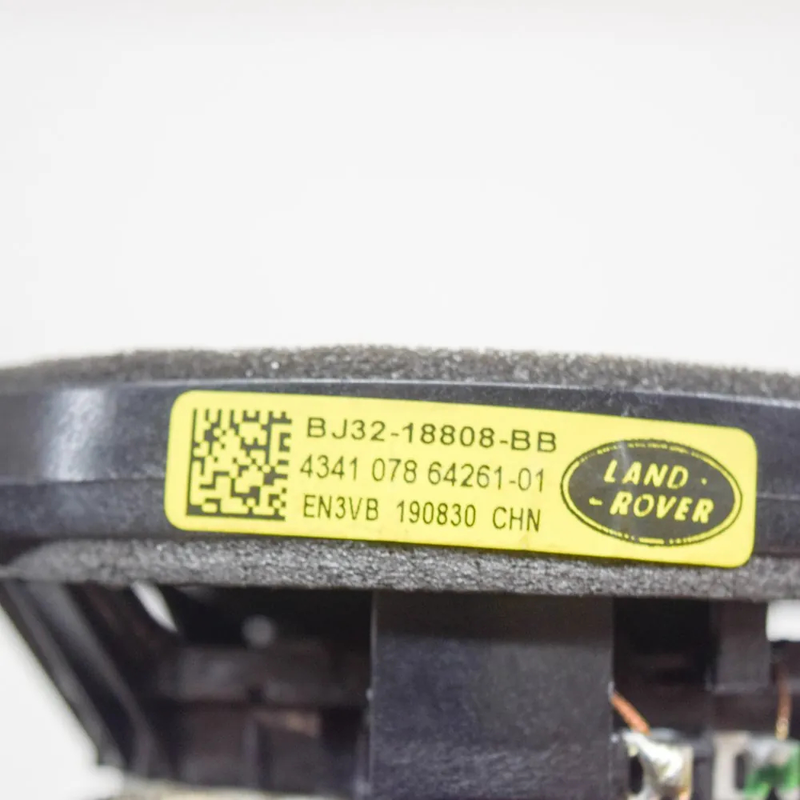 BJ32-18808-BB
4341 078 64261-01
EN3VB 190830 CHN
LAND ·
- ROVER